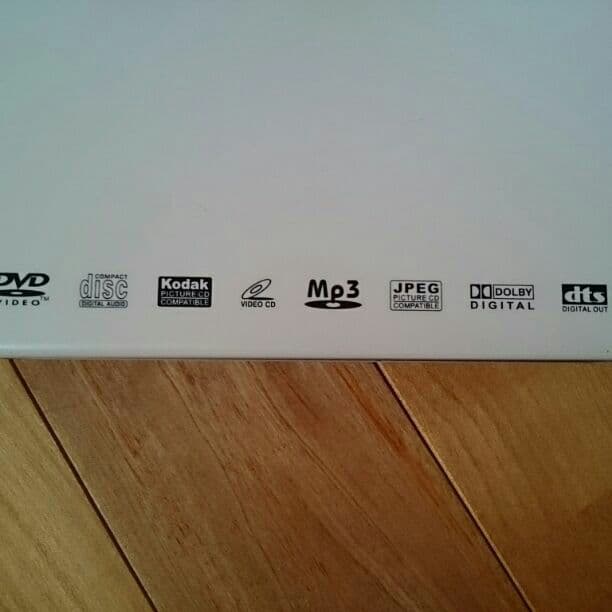 DVD
VIDEO™
COMPACT
disc
DIGITAL AUDIO
Kodak
PICTURE CD
COMPATIBLE
VIDEO CD
Mp3
JPEG
PICTURE CD
COMPATIBLE
DOLBY
DIGITAL
dts
DIGITAL OUT